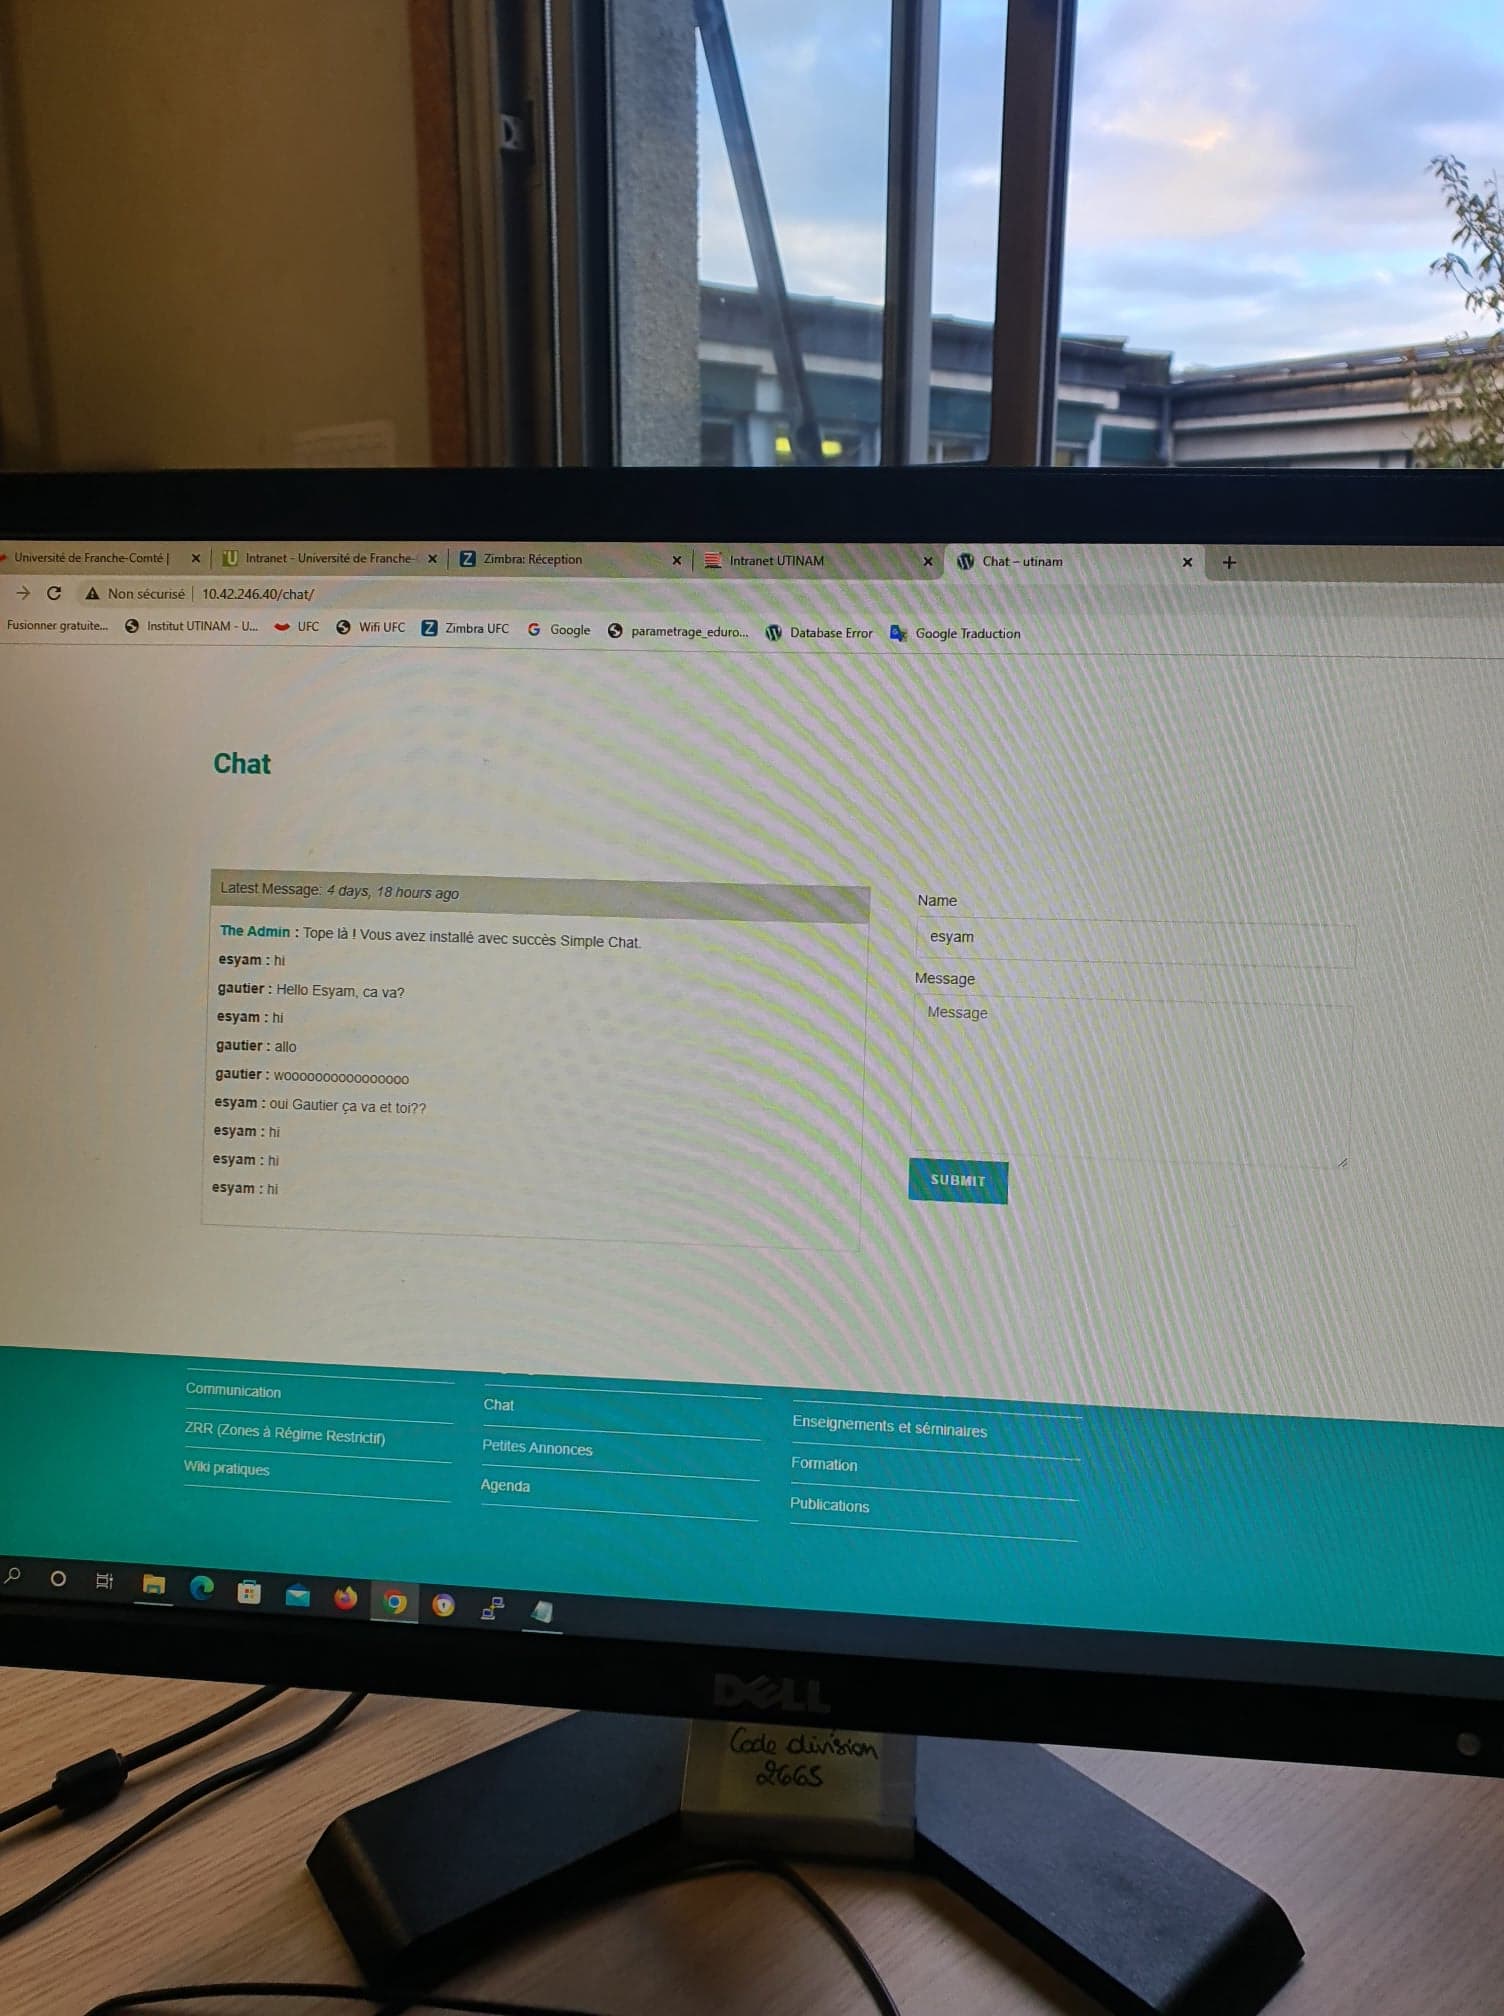 Université de Franche-Comté |
Intranet - Université de Franche-
Zimbra: Réception
Intranet UTINAM
Chat – utinam
Non sécurisé | 10.42.246.40/chat/
Fusionner gratuite...
Institut UTINAM - U...
UFC
Wifi UFC
Zimbra UFC
Google
parametrage_eduro...
Database Error
Google Traduction
Chat
Latest Message: 4 days, 18 hours ago
The Admin : Tope là ! Vous avez installé avec succès Simple Chat.
esyam : hi
gautier : Hello Esyam, ca va?
esyam : hi
gautier : allo
gautier : woooooooooooooooo
esyam : oui Gautier ça va et toi??
esyam : hi
esyam : hi
esyam : hi
Name
esyam
Message
Message
SUBMIT
Communication
ZRR (Zones à Régime Restrictif)
Wiki pratiques
Chat
Petites Annonces
Agenda
Enseignements et séminaires
Formation
Publications
DELL
Code division
2665